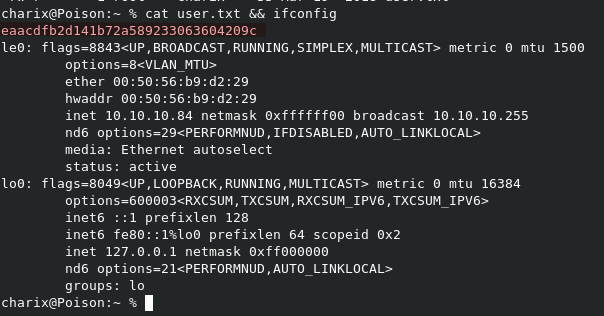 charix@Poison:~ % cat user.txt && ifconfig
eaacdfb2d141b72a589233063604209c
le0: flags=8843<UP,BROADCAST,RUNNING,SIMPLEX,MULTICAST> metric 0 mtu 1500
options=8<VLAN_MTU>
ether 00:50:56:b9:d2:29
hwaddr 00:50:56:b9:d2:29
inet 10.10.10.84 netmask 0xffffff00 broadcast 10.10.10.255
nd6 options=29<PERFORMNUD,IFDISABLED,AUTO_LINKLOCAL>
media: Ethernet autoselect
status: active
lo0: flags=8049<UP,LOOPBACK,RUNNING,MULTICAST> metric 0 mtu 16384
options=600003<RXCSUM,TXCSUM,RXCSUM_IPV6,TXCSUM_IPV6>
inet6 ::1 prefixlen 128
inet6 fe80::1%lo0 prefixlen 64 scopeid 0x2
inet 127.0.0.1 netmask 0xff000000
nd6 options=21<PERFORMNUD,AUTO_LINKLOCAL>
groups: lo
charix@Poison:~ %